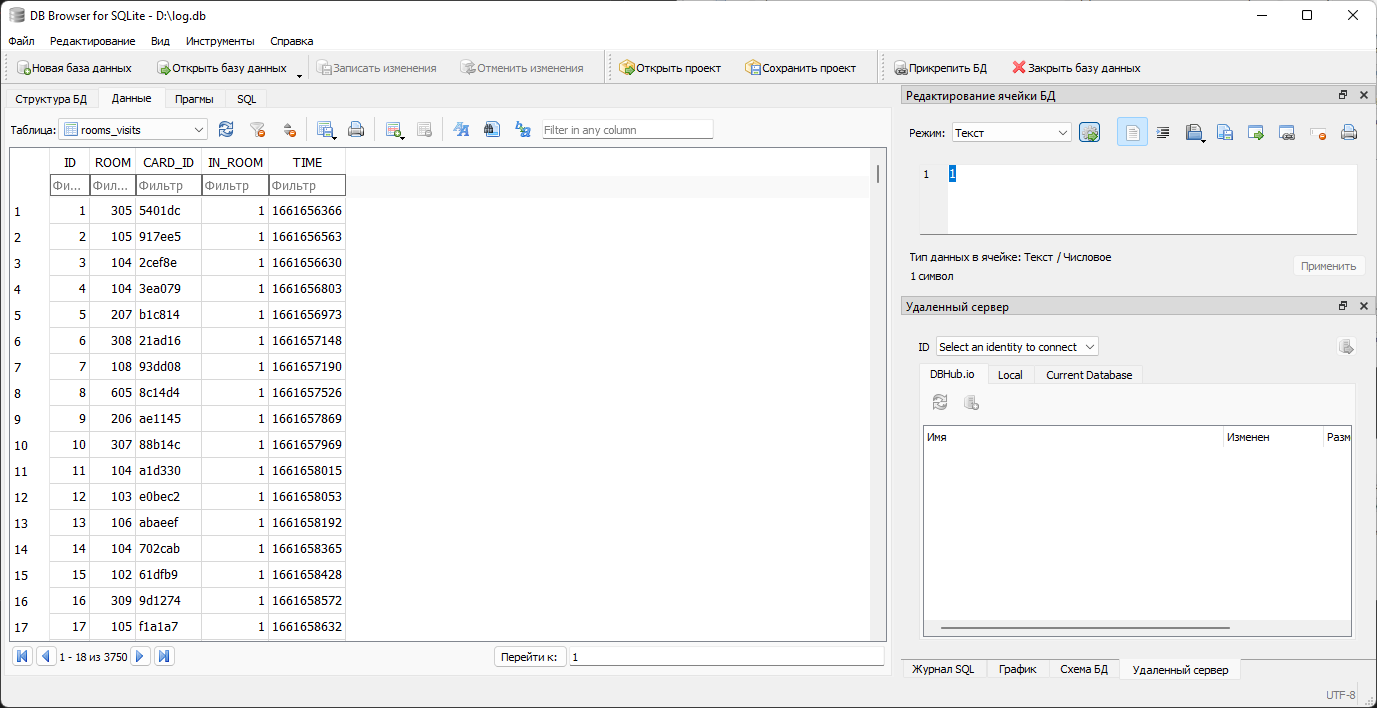 DB Browser for SQLite - D:\log.db
Файл Редактирование Вид Инструменты Справка
Новая база данных Открыть базу данных Записать изменения Отменить изменения Открыть проект Сохранить проект Прикрепить БД Закрыть базу данных
Структура БД Данные Прагмы SQL
Таблица: rooms_visits Filter in any column
ID ROOM CARD_ID IN_ROOM TIME
Фи... Фил... Фильтр Фильтр Фильтр
1 1 305 5401dc 1 1661656366
2 2 105 917ee5 1 1661656563
3 3 104 2cef8e 1 1661656630
4 4 104 3ea079 1 1661656803
5 5 207 b1c814 1 1661656973
6 6 308 21ad16 1 1661657148
7 7 108 93dd08 1 1661657190
8 8 605 8c14d4 1 1661657526
9 9 206 ae1145 1 1661657869
10 10 307 88b14c 1 1661657969
11 11 104 a1d330 1 1661658015
12 12 103 e0bec2 1 1661658053
13 13 106 abaeef 1 1661658192
14 14 104 702cab 1 1661658365
15 15 102 61dfb9 1 1661658428
16 16 309 9d1274 1 1661658572
17 17 105 f1a1a7 1 1661658632
1 - 18 из 3750 Перейти к: 1
Редактирование ячейки БД
Режим: Текст
1 1
Тип данных в ячейке: Текст / Числовое
1 символ
Применить
Удаленный сервер
ID Select an identity to connect
DBHub.io Local Current Database
Имя Изменен Разм
Журнал SQL График Схема БД Удаленный сервер
UTF-8